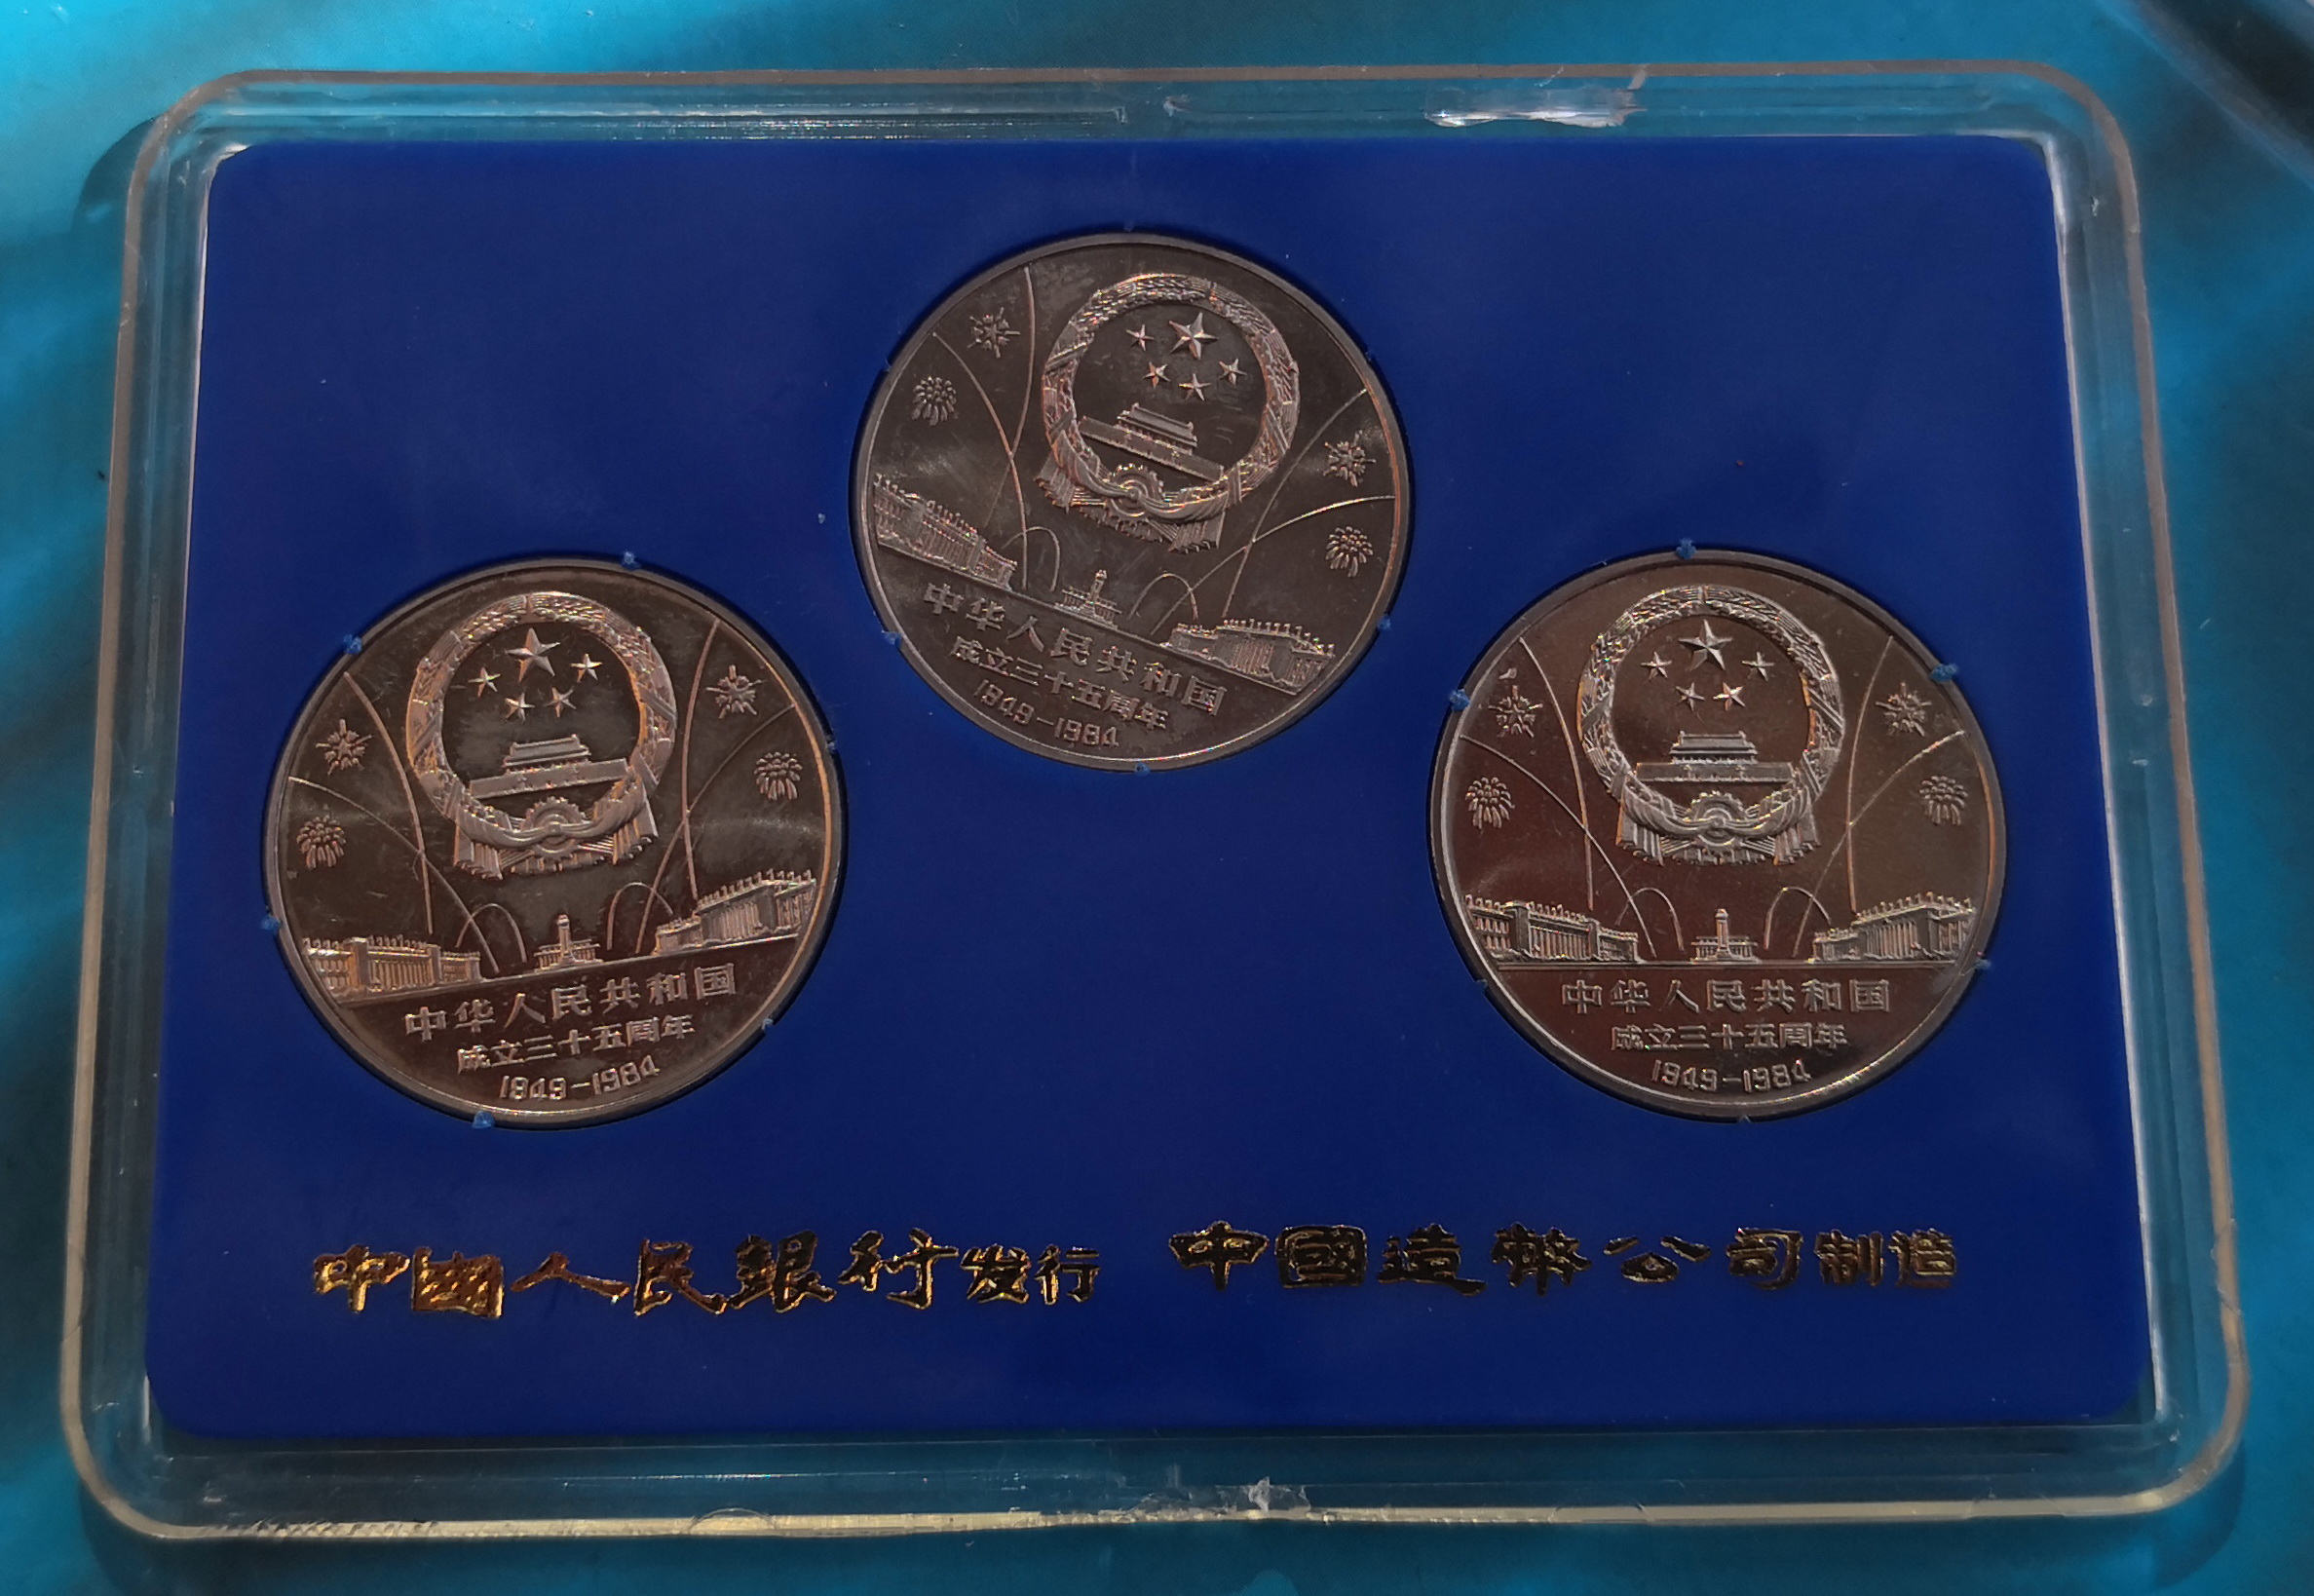 中华人民共和国
成立三十五周年
1949-1984
中华人民共和国
成立三十五周年
1949-1984
中华人民共和国
成立三十五周年
1949-1984
中國人民銀行发行 中國造幣公司制造